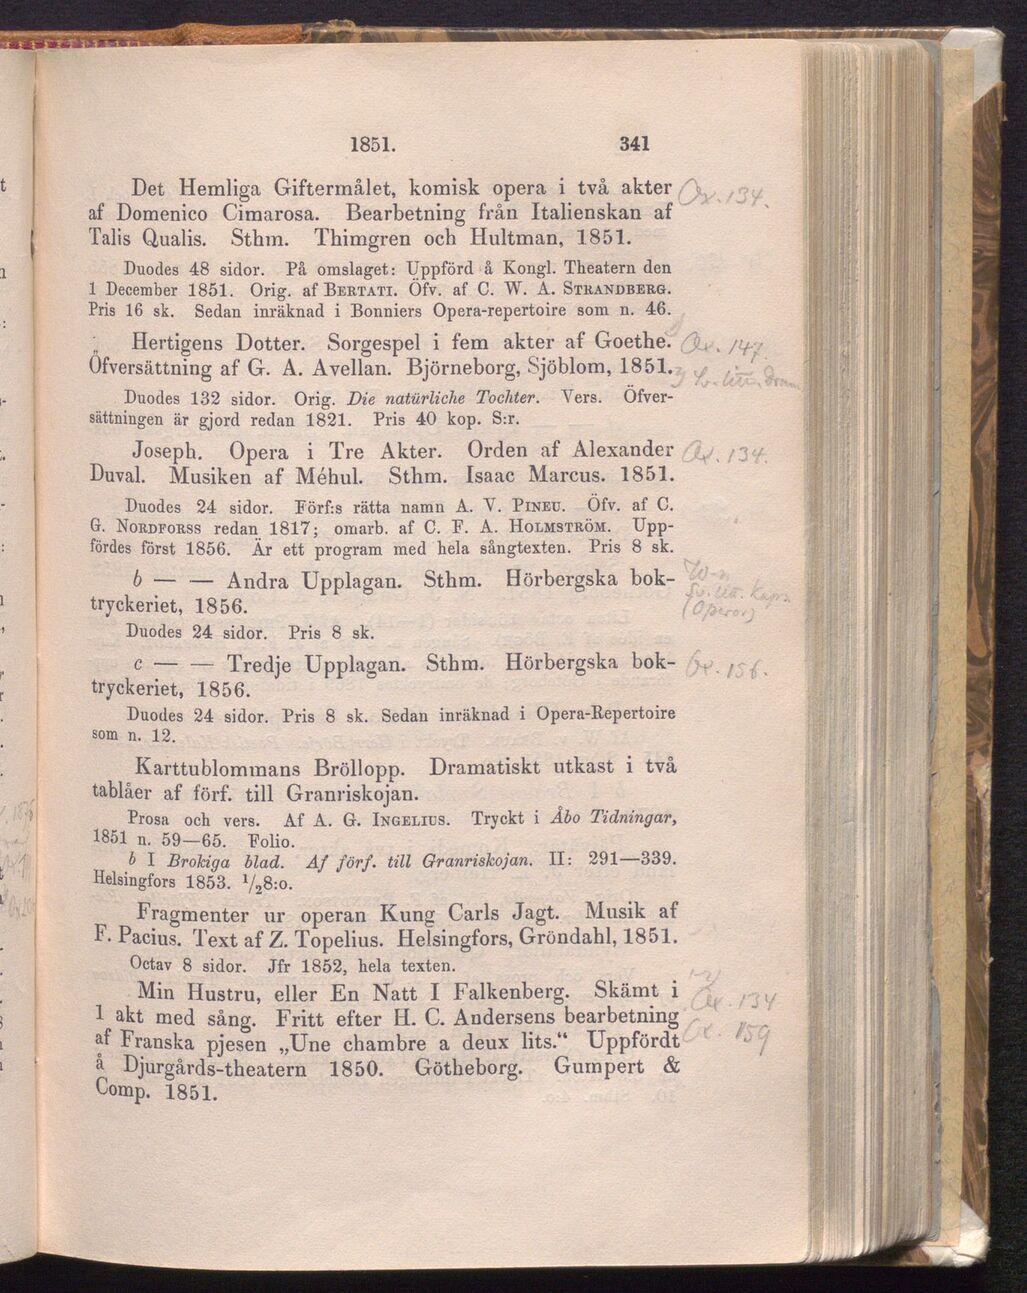 1851. 341
Det Hemliga Giftermålet, komisk opera i två akter
af Domenico Cimarosa. Bearbetning från Italienskan af
Talis Qualis. Sthm. Thimgren och Hultman, 1851.
Duodes 48 sidor. På omslaget: Uppförd å Kongl. Theatern den
1 December 1851. Orig. af BERTATI. Öfv. af C. W. A. STRANDBERG.
Pris 16 sk. Sedan inräknad i Bonniers Opera-repertoire som n. 46.
Hertigens Dotter. Sorgespel i fem akter af Goethe.
Öfversättning af G. A. Avellan. Björneborg, Sjöblom, 1851.
Duodes 132 sidor. Orig. Die natürliche Tochter. Vers. Öfver-
sättningen är gjord redan 1821. Pris 40 kop. S:r.
Joseph. Opera i Tre Akter. Orden af Alexander
Duval. Musiken af Méhul. Sthm. Isaac Marcus. 1851.
Duodes 24 sidor. Förf:s rätta namn A. V. PINEU. Öfv. af C.
G. NORDFORSS redan 1817; omarb. af C. F. A. HOLMSTRÖM. Upp-
fördes först 1856. Är ett program med hela sångtexten. Pris 8 sk.
b — — Andra Upplagan. Sthm. Hörbergska bok-
tryckeriet, 1856.
Duodes 24 sidor. Pris 8 sk.
c — — Tredje Upplagan. Sthm. Hörbergska bok-
tryckeriet, 1856.
Duodes 24 sidor. Pris 8 sk. Sedan inräknad i Opera-Repertoire
som n. 12.
Karttublommans Bröllopp. Dramatiskt utkast i två
tablåer af förf. till Granriskojan.
Prosa och vers. Af A. G. INGELIUS. Tryckt i Åbo Tidningar,
1851 n. 59—65. Folio.
b I Brokiga blad. Af förf. till Granriskojan. II: 291—339.
Helsingfors 1853. 1/28:o.
Fragmenter ur operan Kung Carls Jagt. Musik af
F. Pacius. Text af Z. Topelius. Helsingfors, Gröndahl, 1851.
Octav 8 sidor. Jfr 1852, hela texten.
Min Hustru, eller En Natt I Falkenberg. Skämt i
1 akt med sång. Fritt efter H. C. Andersens bearbetning
af Franska pjesen „Une chambre a deux lits.“ Uppfördt
å Djurgårds-theatern 1850. Götheborg. Gumpert &
Comp. 1851.